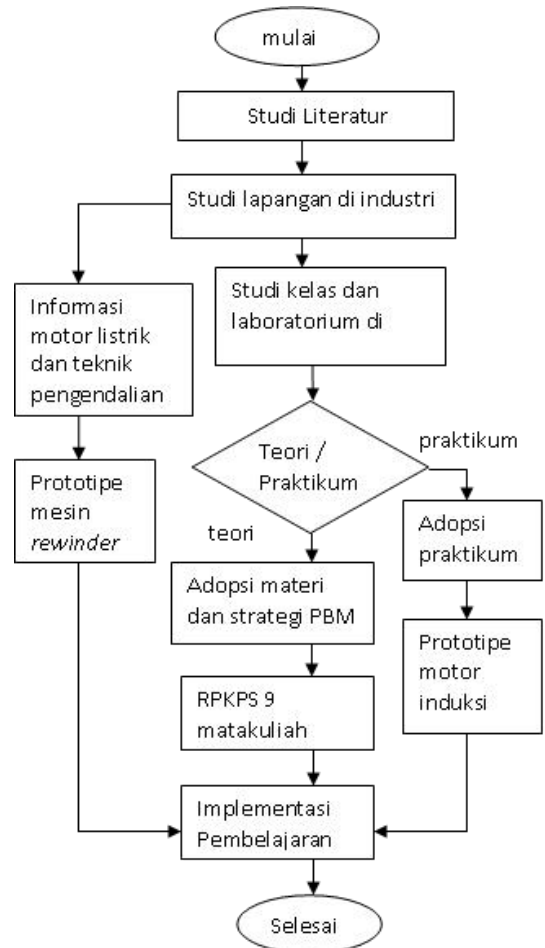 mulai
Studi Literatur
Studi lapangan di industri
Informasi
motor listrik
dan teknik
pengendalian
Studi kelas dan
laboratorium di
Teori /
Praktikum
praktikum
teori
Prototipe
mesin
rewinder
Adopsi
praktikum
Adopsi materi
dan strategi PBM
Prototipe
motor
induksi
RPKPS 9
matakuliah
Implementasi
Pembelajaran
Selesai